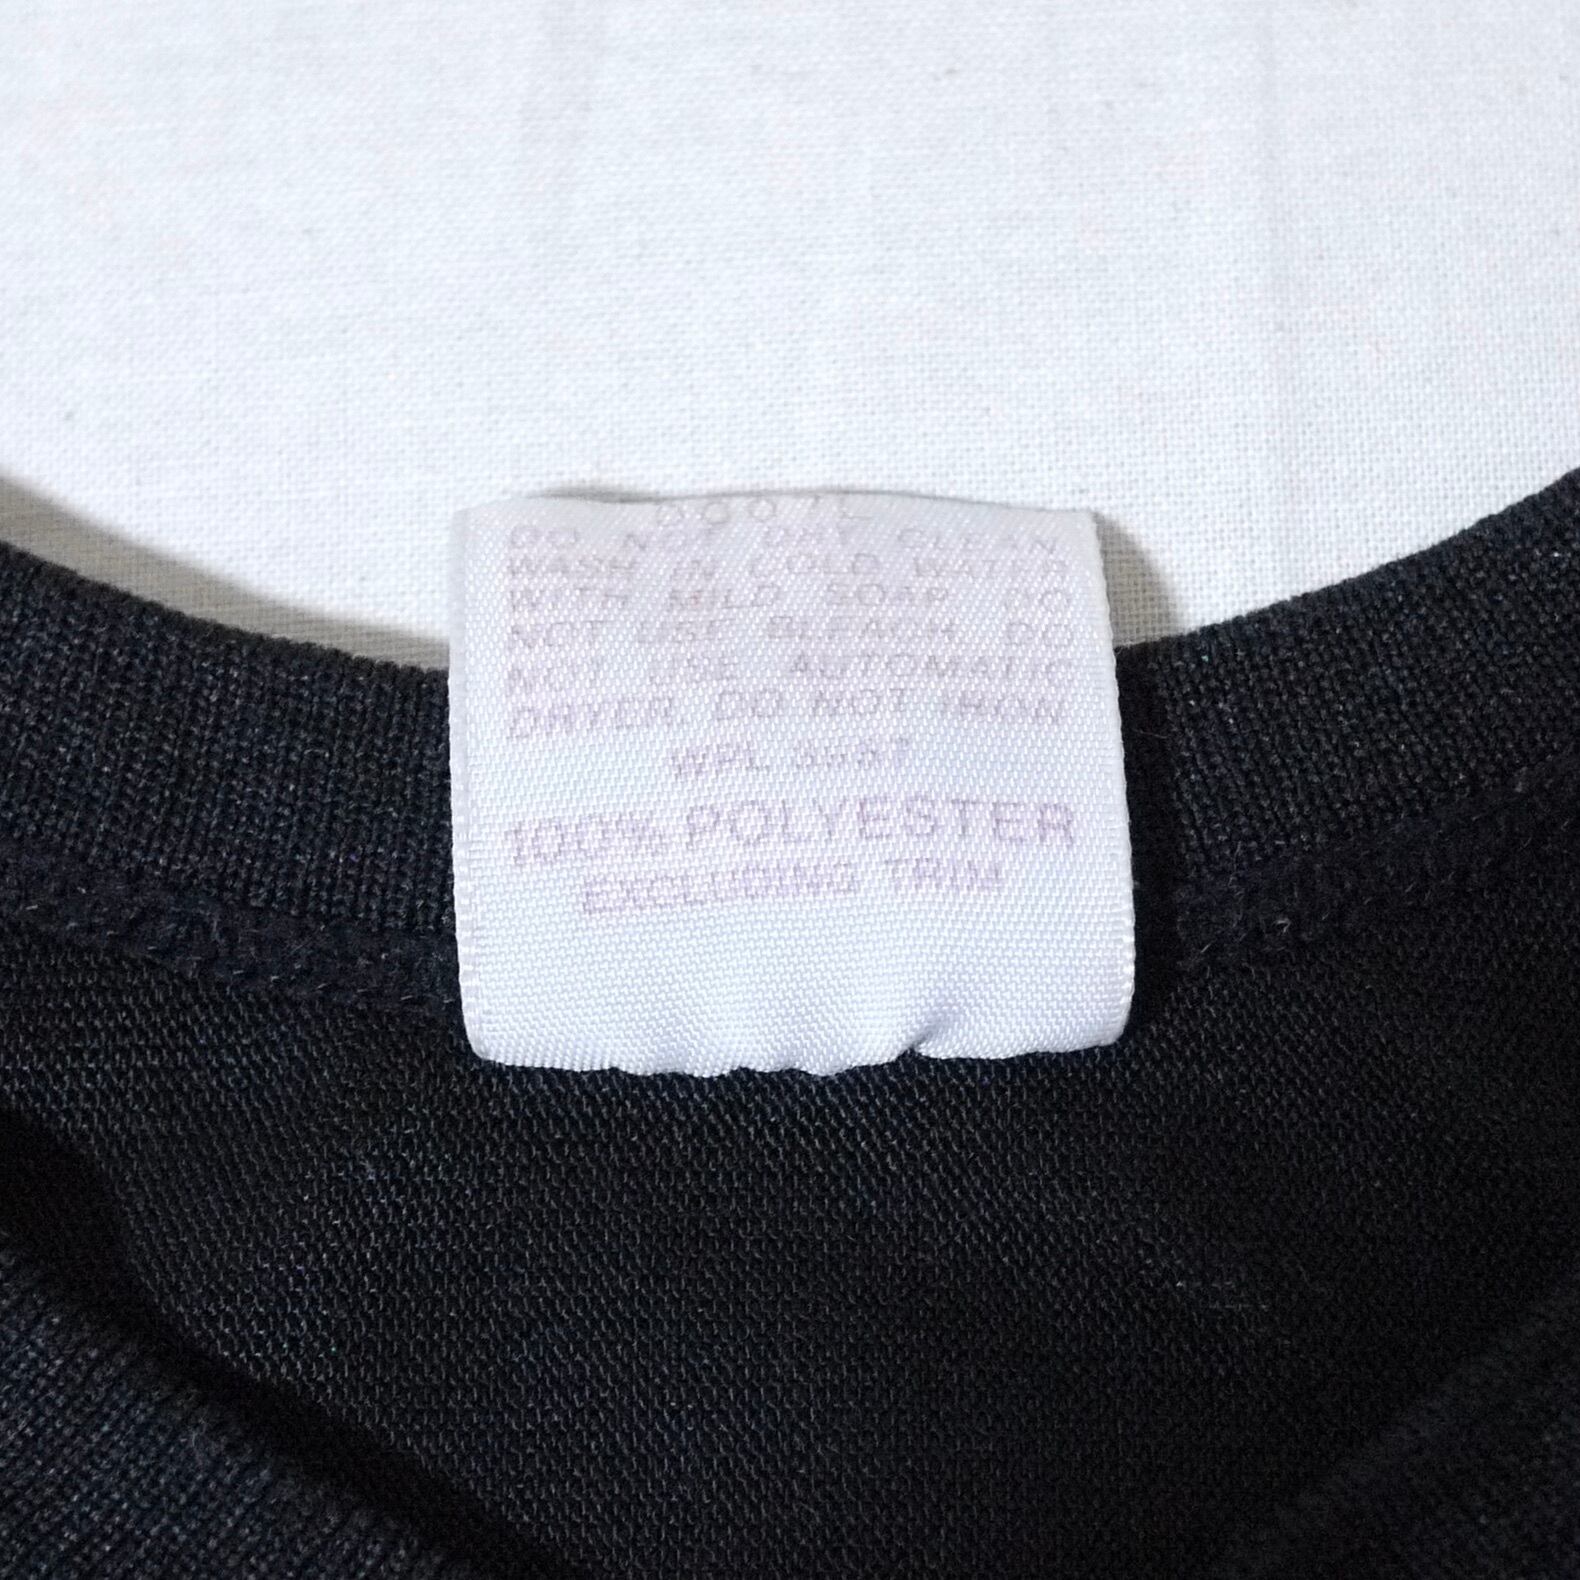 DO NOT DRY CLEAN
WASH IN COLD WATER
WITH MILD SOAP DO
NOT USE BLEACH DO
NOT USE AUTOMATIC
DRYER DO NOT IRON
WPL
100% POLYESTER
EXCLUDING TRIM